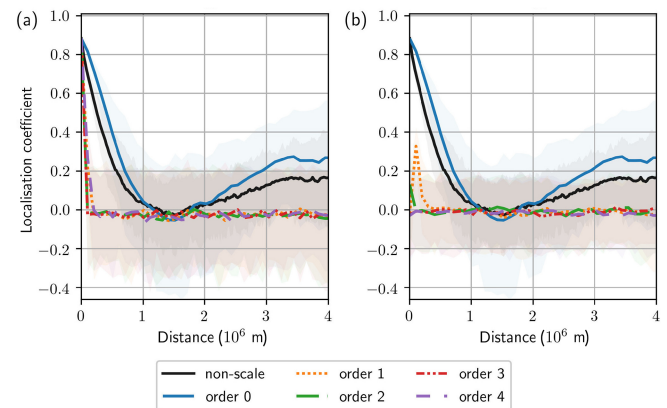 (a)
1.0
0.8
0.6
0.4
0.2
0.0
−0.2
−0.4
Localisation coefficient
0 1 2 3 4
Distance (10⁶ m)
(b)
1.0
0.8
0.6
0.4
0.2
0.0
−0.2
−0.4
0 1 2 3 4
Distance (10⁶ m)
non-scale order 1 order 3
order 0 order 2 order 4